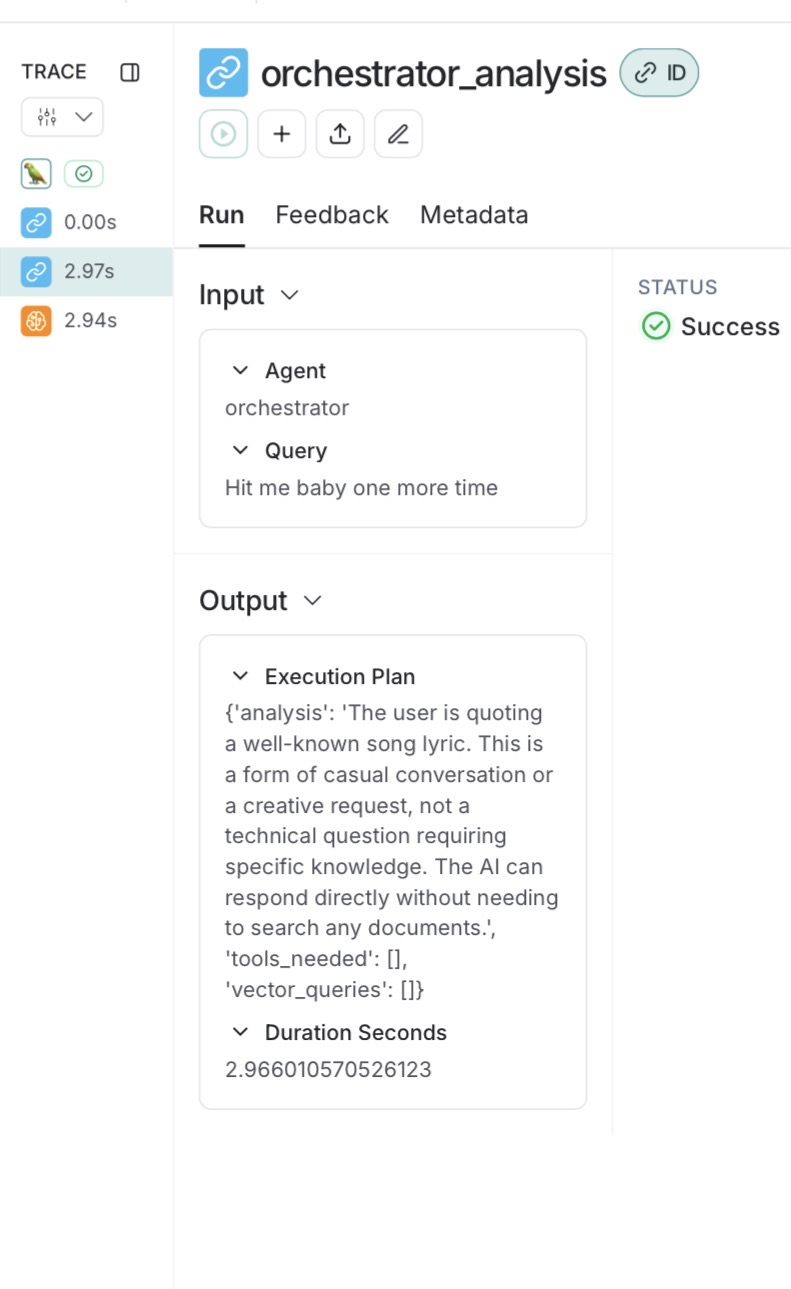 TRACE
orchestrator_analysis
ID
0.00s
2.97s
2.94s
Run
Feedback
Metadata
Input
Agent
orchestrator
Query
Hit me baby one more time
STATUS
Success
Output
Execution Plan
{'analysis': 'The user is quoting
a well-known song lyric. This is
a form of casual conversation or
a creative request, not a
technical question requiring
specific knowledge. The AI can
respond directly without needing
to search any documents.',
'tools_needed': [],
'vector_queries': []}
Duration Seconds
2.966010570526123